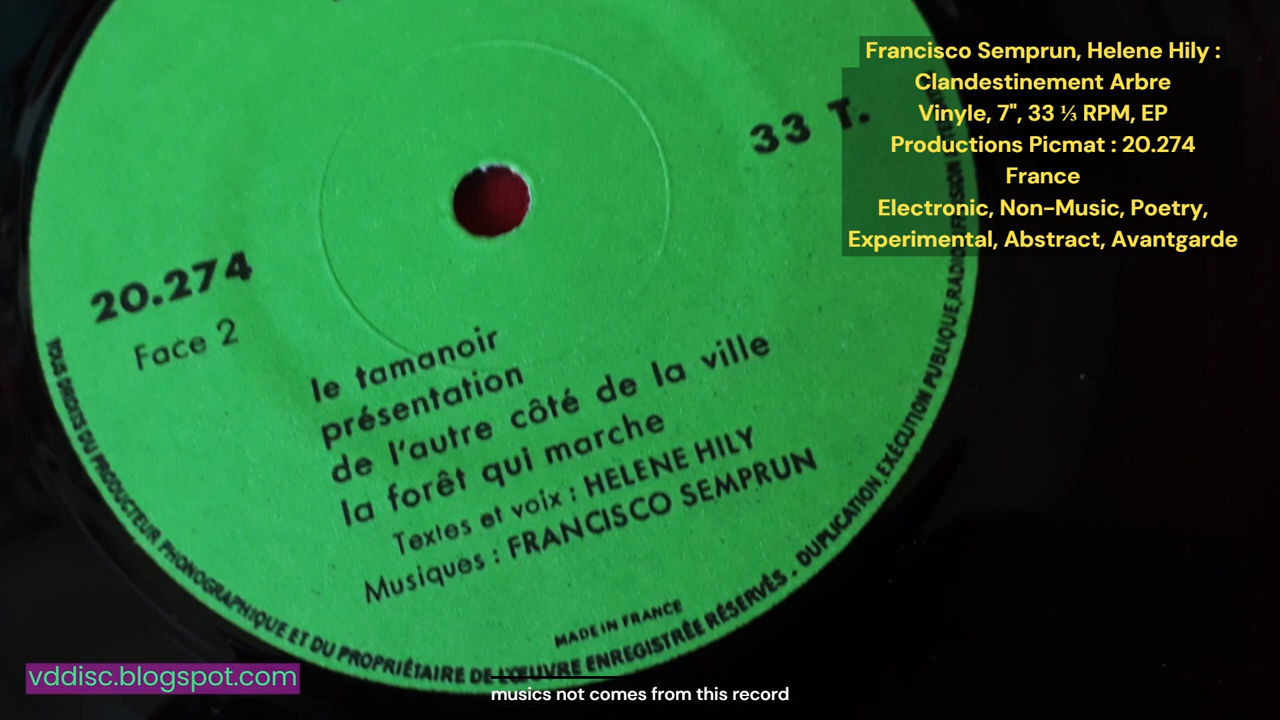 Francisco Semprun, Helene Hily :
Clandestinement Arbre
Vinyle, 7", 33 ⅓ RPM, EP
Productions Picmat : 20.274
France
Electronic, Non-Music, Poetry,
Experimental, Abstract, Avantgarde
33 T.
20.274
Face 2
le tamanoir
présentation
de l'autre côté de la ville
la forêt qui marche
Textes et voix : HELENE HILY
Musiques : FRANCISCO SEMPRUN
MADE IN FRANCE
TOUS DROITS DU PRODUCTEUR PHONOGRAPHIQUE ET DU PROPRIÉTAIRE DE L'ŒUVRE ENREGISTRÉE RÉSERVÉS . DUPLICATION EXÉCUTION PUBLIQUE RADIO
vddisc.blogspot.com
musics not comes from this record